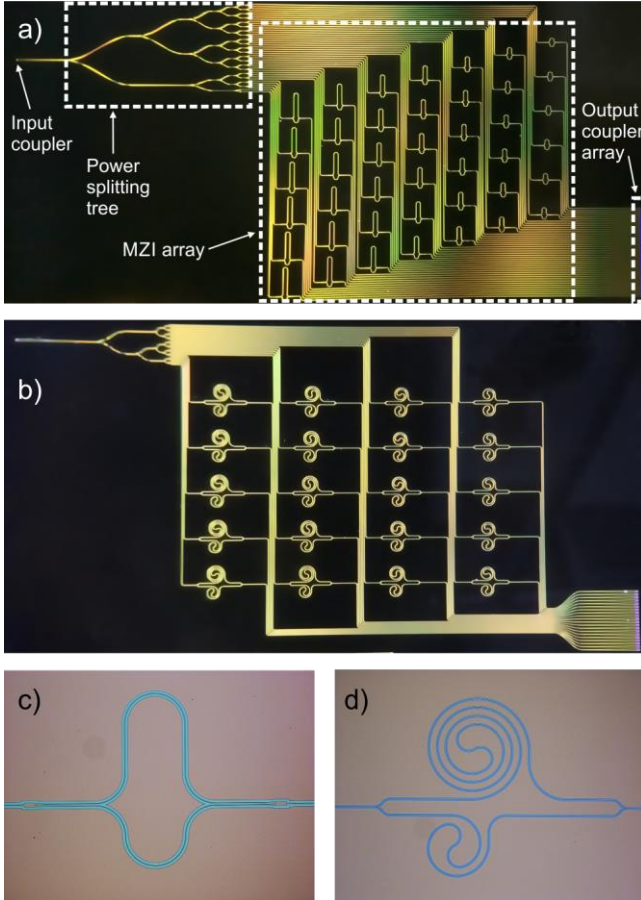 a)
Input
coupler
Power
splitting
tree
MZI array
Output
coupler
array
b)
c)
d)